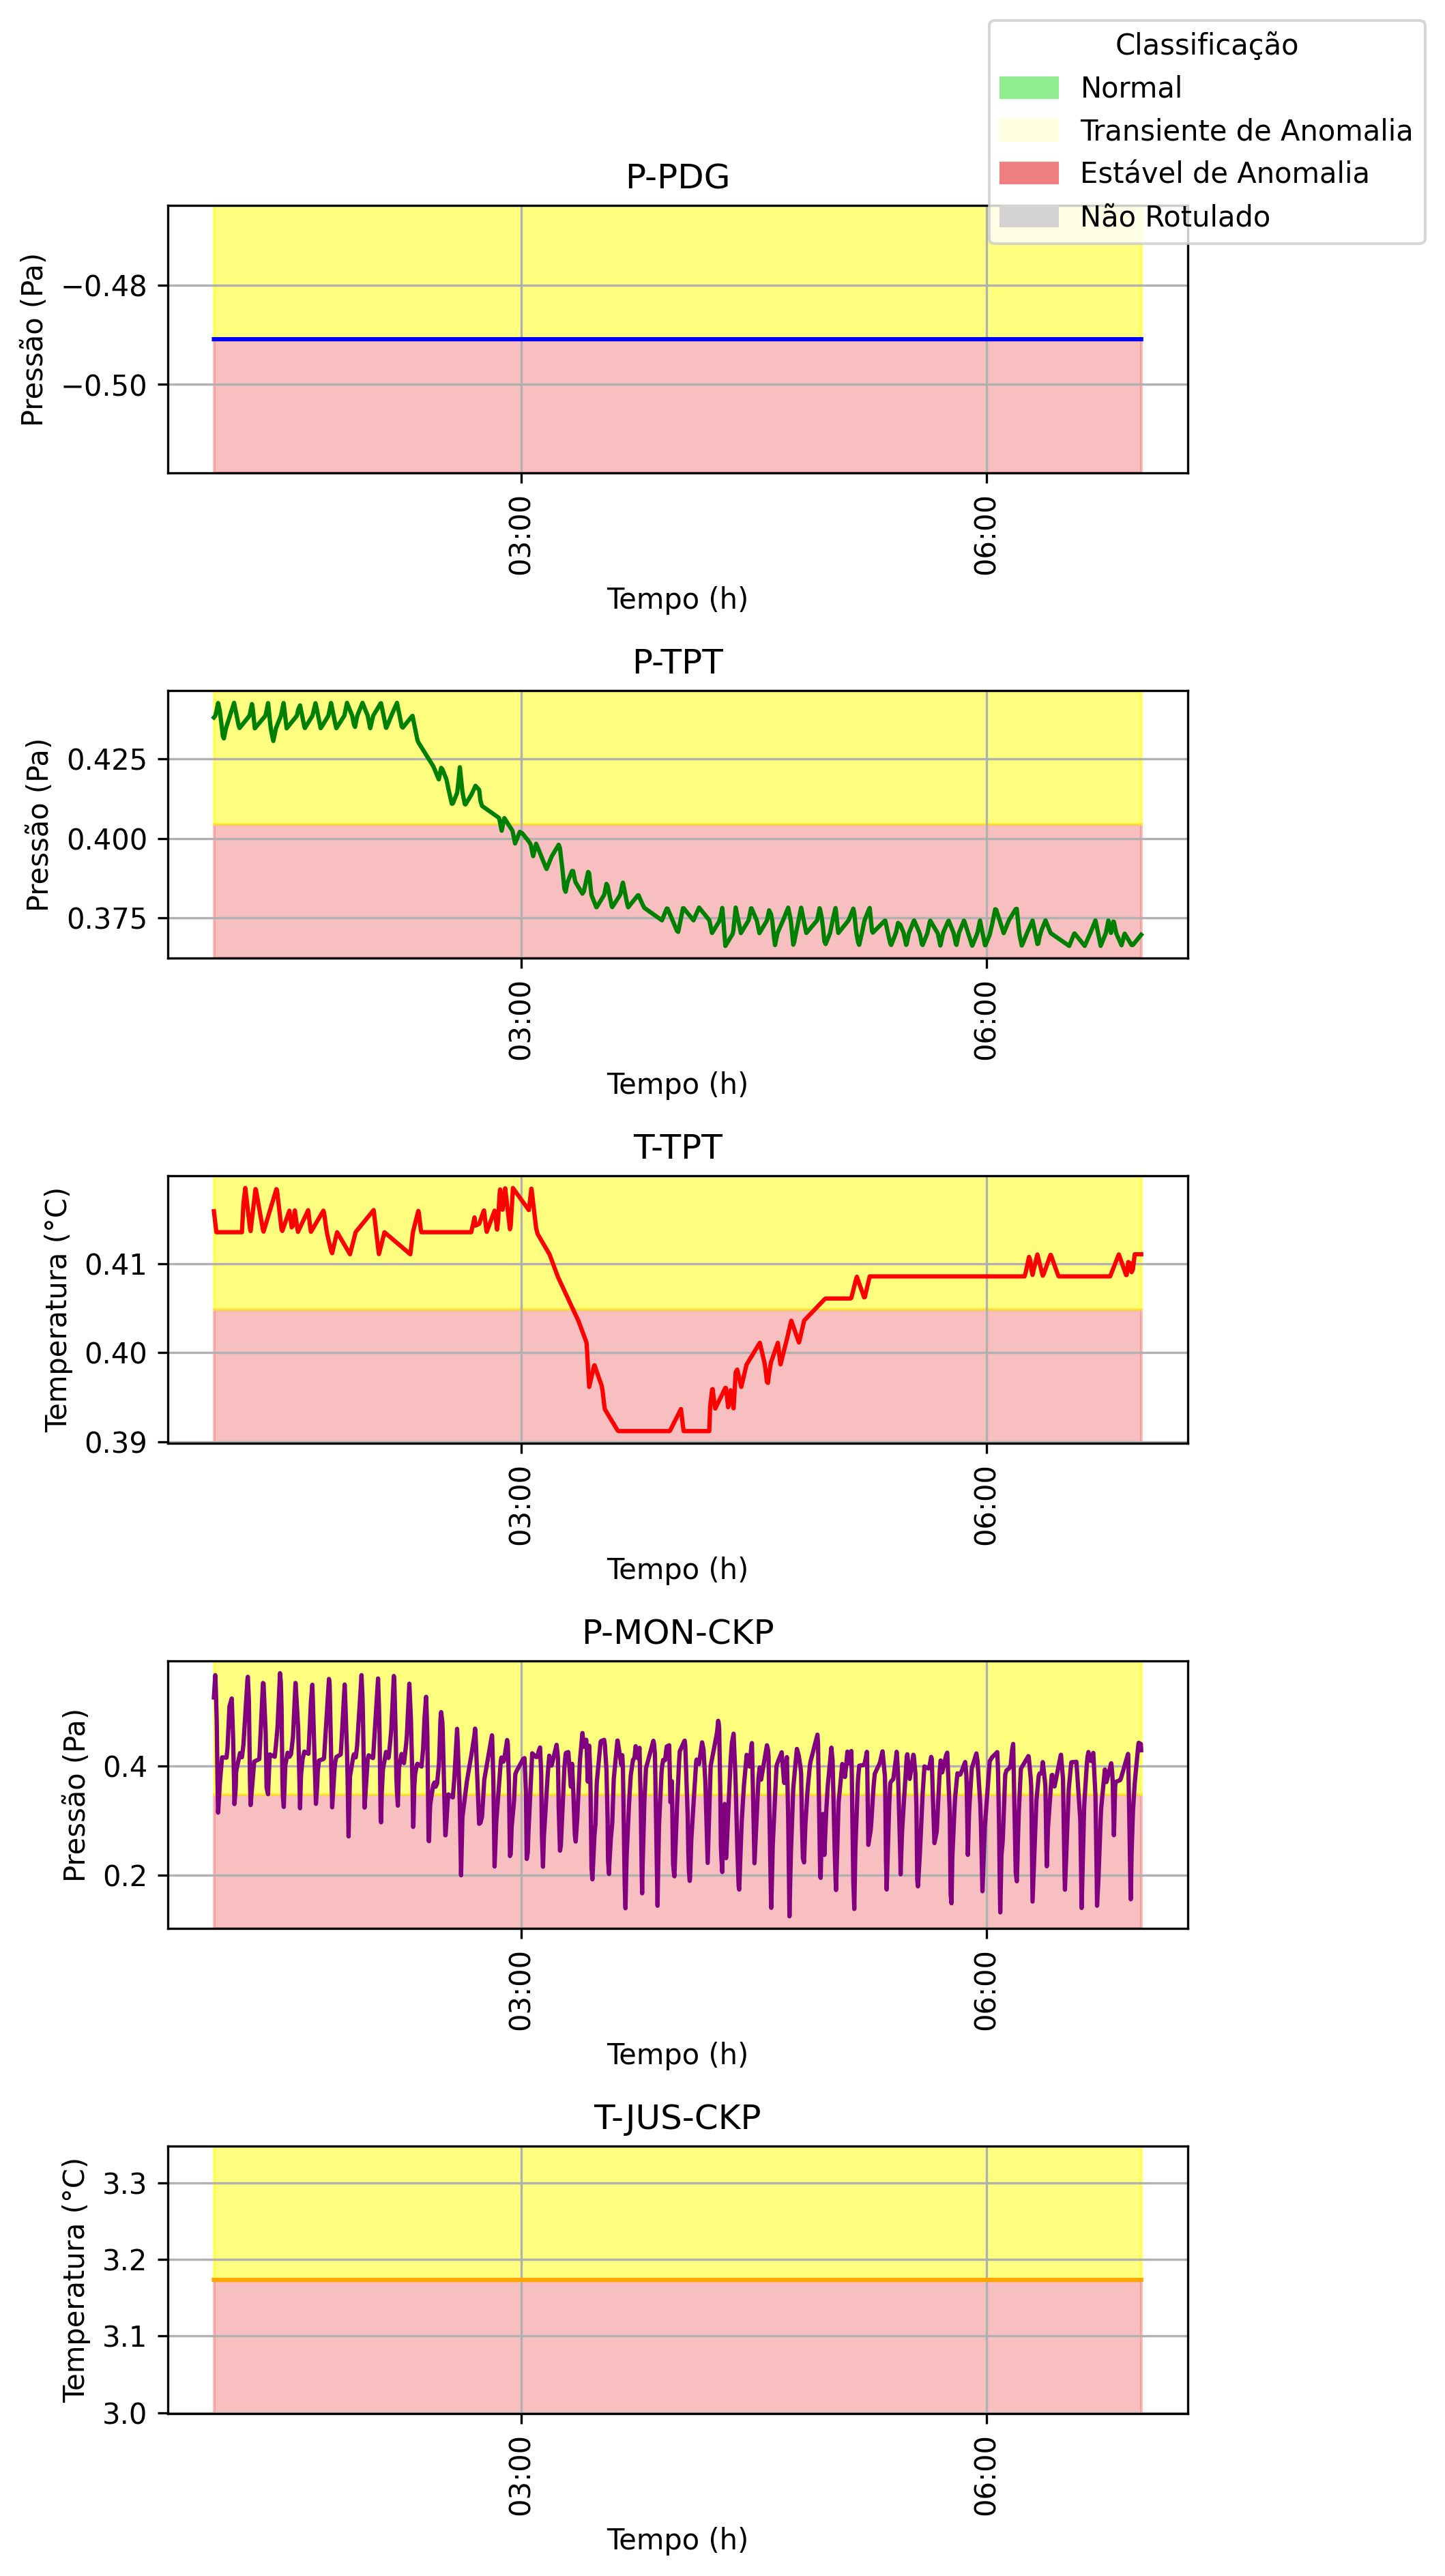 Classificação
Normal
Transiente de Anomalia
Estável de Anomalia
Não Rotulado
P-PDG
Pressão (Pa)
−0.48
−0.50
03:00
06:00
Tempo (h)
P-TPT
Pressão (Pa)
0.425
0.400
0.375
03:00
06:00
Tempo (h)
T-TPT
Temperatura (°C)
0.41
0.40
0.39
03:00
06:00
Tempo (h)
P-MON-CKP
Pressão (Pa)
0.4
0.2
03:00
06:00
Tempo (h)
T-JUS-CKP
Temperatura (°C)
3.3
3.2
3.1
3.0
03:00
06:00
Tempo (h)